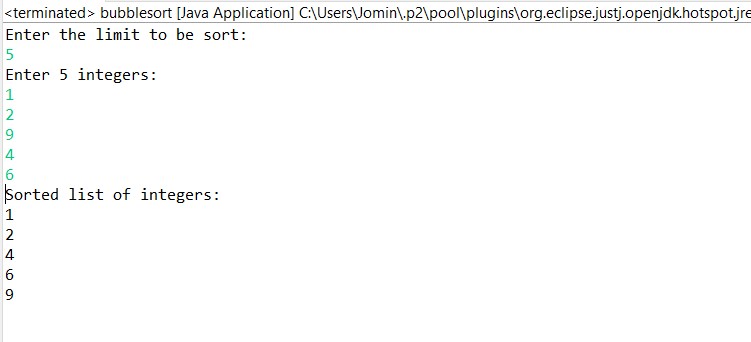 <terminated> bubblesort [Java Application] C:\Users\Jomin\.p2\pool\plugins\org.eclipse.justj.openjdk.hotspot.jre
Enter the limit to be sort:
5
Enter 5 integers:
1
2
9
4
6
Sorted list of integers:
1
2
4
6
9